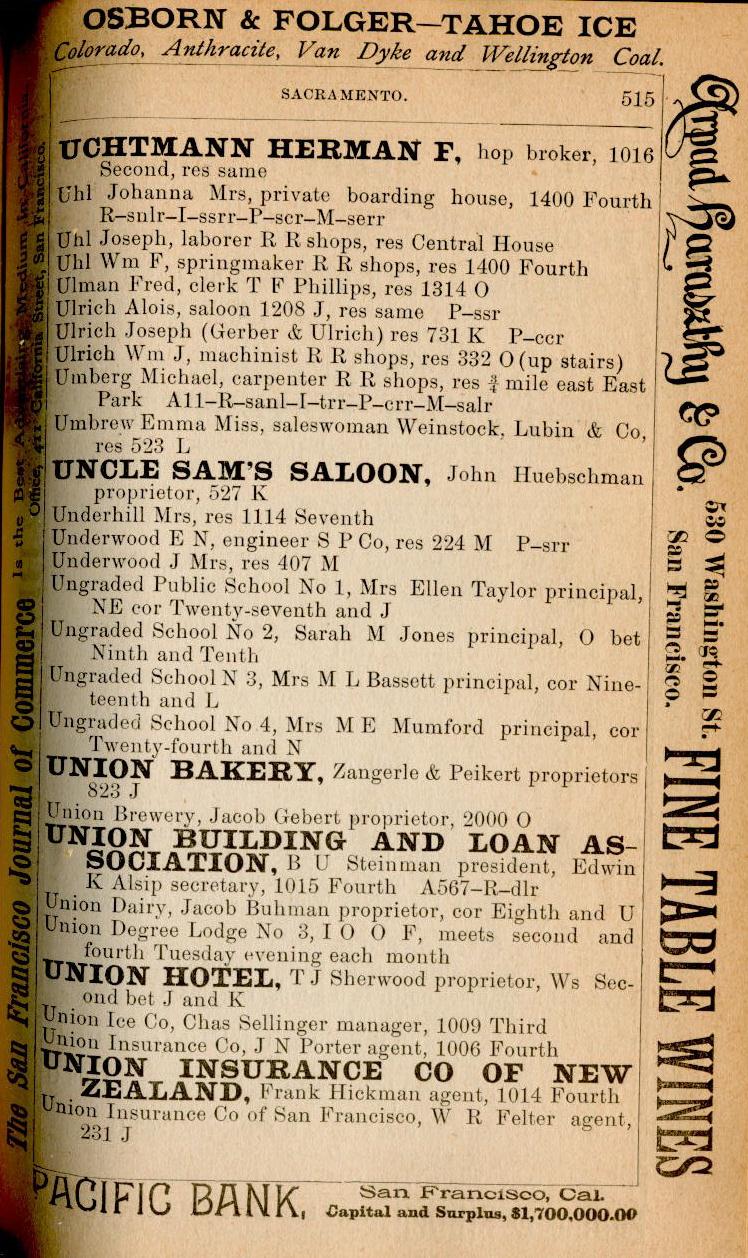 OSBORN & FOLGER—TAHOE ICE
Colorado, Anthracite, Van Dyke and Wellington Coal.
SACRAMENTO. 515
UCHTMANN HERMAN F, hop broker, 1016
Second, res same
Uhl Johanna Mrs, private boarding house, 1400 Fourth
R-snlr-I-ssrr-P-scr-M-serr
Uhl Joseph, laborer R R shops, res Central House
Uhl Wm F, springmaker R R shops, res 1400 Fourth
Ulman Fred, clerk T F Phillips, res 1314 O
Ulrich Alois, saloon 1208 J, res same P-ssr
Ulrich Joseph (Gerber & Ulrich) res 731 K P-ccr
Ulrich Wm J, machinist R R shops, res 332 O (up stairs)
Umberg Michael, carpenter R R shops, res ¾ mile east East
Park A11-R-sanl-I-trr-P-crr-M-salr
Umbrew Emma Miss, saleswoman Weinstock, Lubin & Co,
res 523 L
UNCLE SAM'S SALOON, John Huebschman
proprietor, 527 K
Underhill Mrs, res 1114 Seventh
Underwood E N, engineer S P Co, res 224 M P-srr
Underwood J Mrs, res 407 M
Ungraded Public School No 1, Mrs Ellen Taylor principal,
NE cor Twenty-seventh and J
Ungraded School No 2, Sarah M Jones principal, O bet
Ninth and Tenth
Ungraded School N 3, Mrs M L Bassett principal, cor Nine-
teenth and L
Ungraded School No 4, Mrs M E Mumford principal, cor
Twenty-fourth and N
UNION BAKERY, Zangerle & Peikert proprietors
823 J
Union Brewery, Jacob Gebert proprietor, 2000 O
UNION BUILDING AND LOAN AS-
SOCIATION, B U Steinman president, Edwin
K Alsip secretary, 1015 Fourth A567-R-dlr
Union Dairy, Jacob Buhman proprietor, cor Eighth and U
Union Degree Lodge No 3, I O O F, meets second and
fourth Tuesday evening each month
UNION HOTEL, T J Sherwood proprietor, Ws Sec-
ond bet J and K
Union Ice Co, Chas Sellinger manager, 1009 Third
Union Insurance Co, J N Porter agent, 1006 Fourth
UNION INSURANCE CO OF NEW
ZEALAND, Frank Hickman agent, 1014 Fourth
Union Insurance Co of San Francisco, W R Felter agent,
231 J
PACIFIC BANK, San Francisco, Cal.
Capital and Surplus, $1,700,000.00
The San Francisco Journal of Commerce Is the Best Advertising Medium in California.
Office, 411 California Street, San Francisco.
Arpad Haraszthy & Co. 530 Washington St.
San Francisco. FINE TABLE WINES